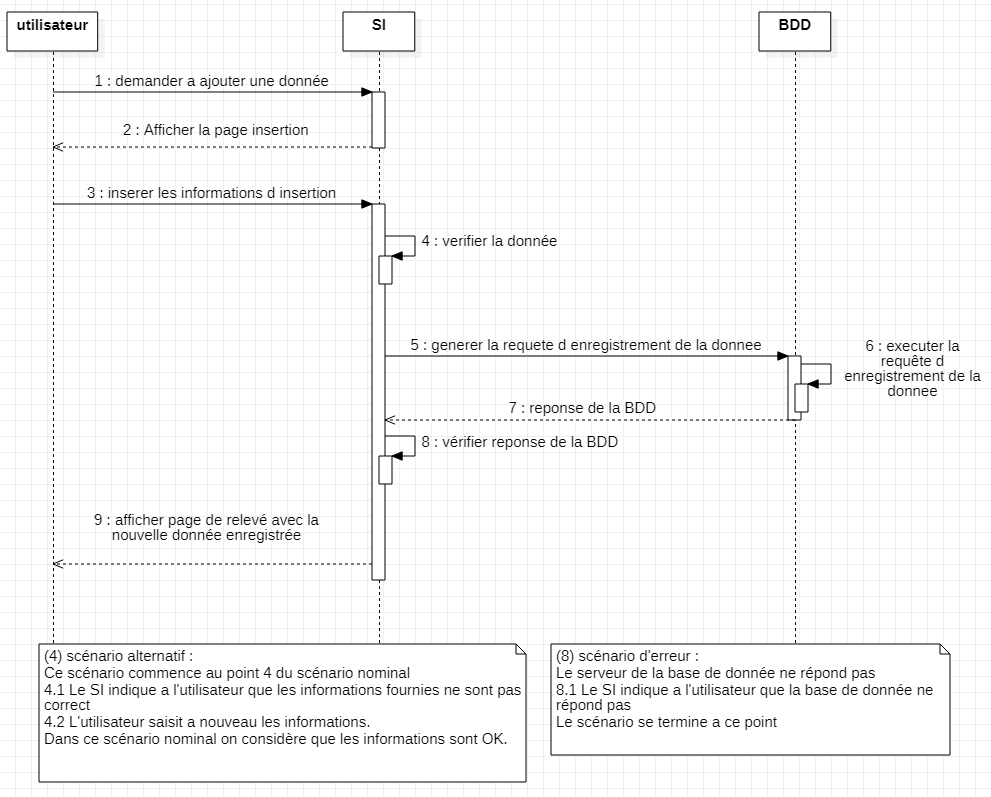 utilisateur
SI
BDD
1 : demander a ajouter une donnée
2 : Afficher la page insertion
3 : inserer les informations d insertion
4 : verifier la donnée
5 : generer la requete d enregistrement de la donnee
6 : executer la
requête d
enregistrement de la
donnee
7 : reponse de la BDD
8 : vérifier reponse de la BDD
9 : afficher page de relevé avec la
nouvelle donnée enregistrée
(4) scénario alternatif :
Ce scénario commence au point 4 du scénario nominal
4.1 Le SI indique a l'utilisateur que les informations fournies ne sont pas
correct
4.2 L'utilisateur saisit a nouveau les informations.
Dans ce scénario nominal on considère que les informations sont OK.
(8) scénario d'erreur :
Le serveur de la base de donnée ne répond pas
8.1 Le SI indique a l'utilisateur que la base de donnée ne
répond pas
Le scénario se termine a ce point